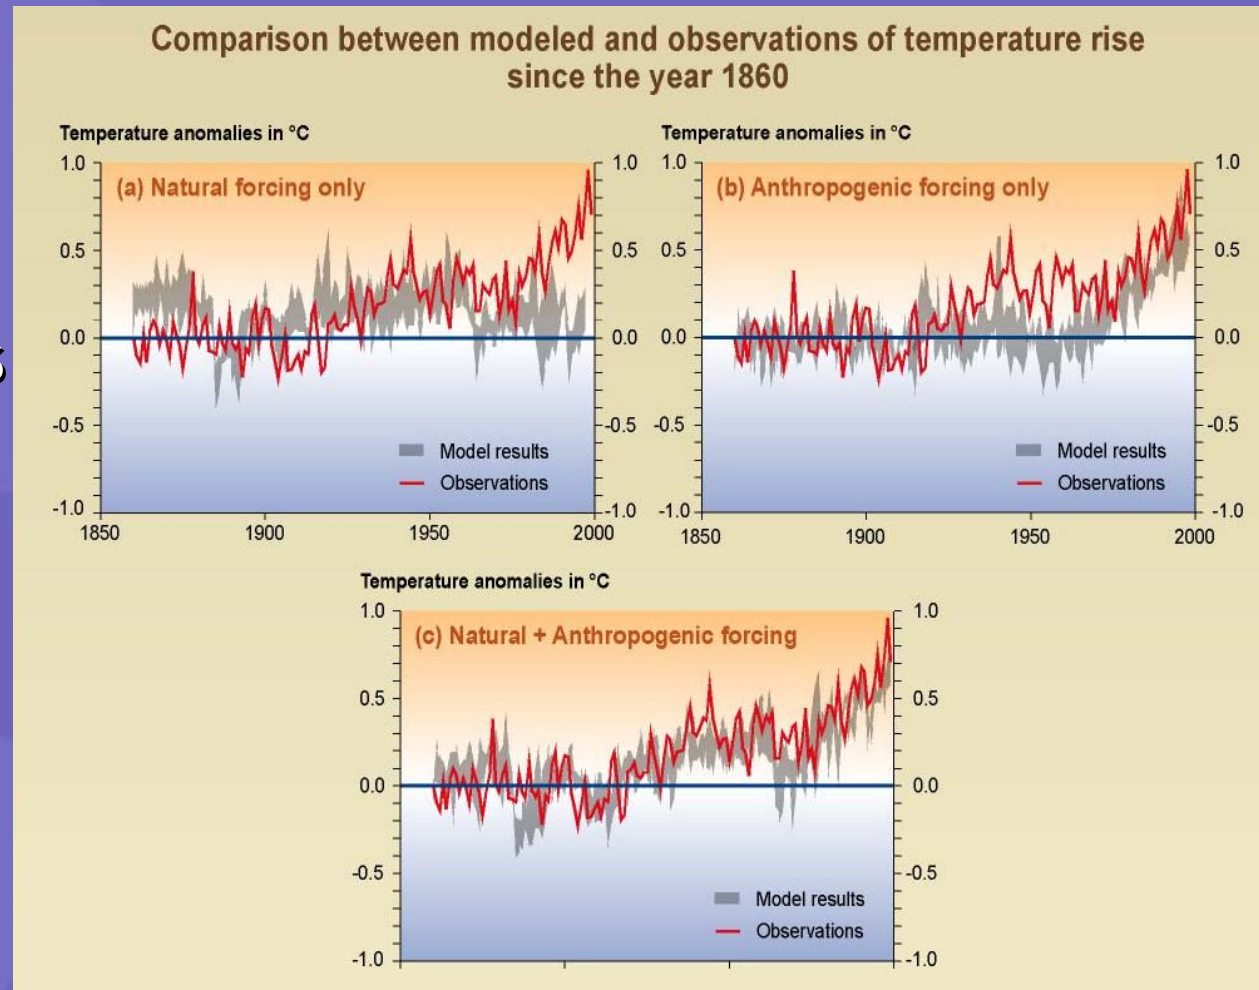 Comparison between modeled and observations of temperature rise
since the year 1860
Temperature anomalies in °C
(a) Natural forcing only
1.0
0.5
0.0
-0.5
-1.0
1.0
0.5
0.0
-0.5
-1.0
Model results
Observations
1850
1900
1950
2000
Temperature anomalies in °C
(b) Anthropogenic forcing only
1.0
0.5
0.0
-0.5
-1.0
1.0
0.5
0.0
-0.5
-1.0
Model results
Observations
1850
1900
1950
2000
Temperature anomalies in °C
(c) Natural + Anthropogenic forcing
1.0
0.5
0.0
-0.5
-1.0
1.0
0.5
0.0
-0.5
-1.0
Model results
Observations